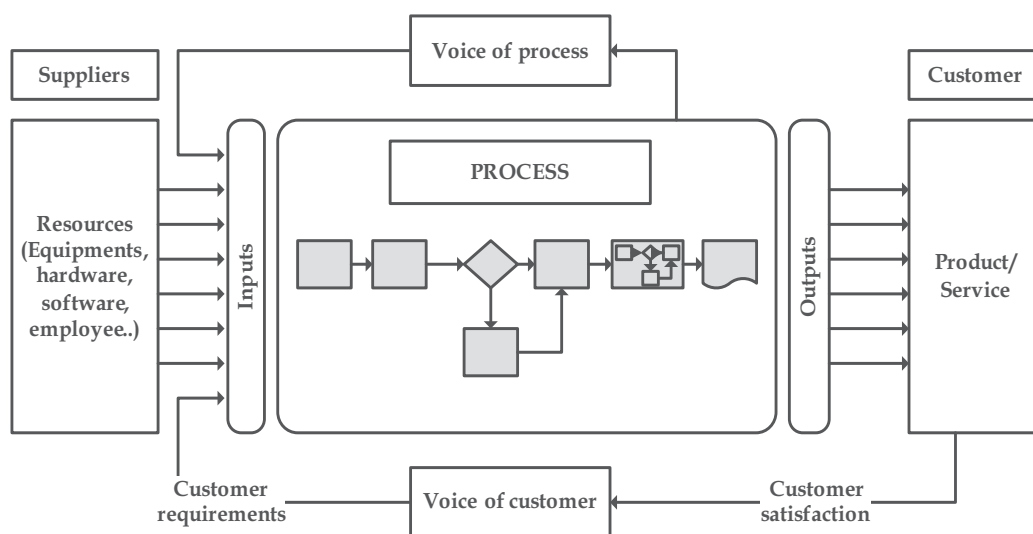 Voice of process
Suppliers
Customer
PROCESS
Resources
(Equipments,
hardware,
software,
employee..)
Inputs
Outputs
Product/
Service
Customer
requirements
Voice of customer
Customer
satisfaction